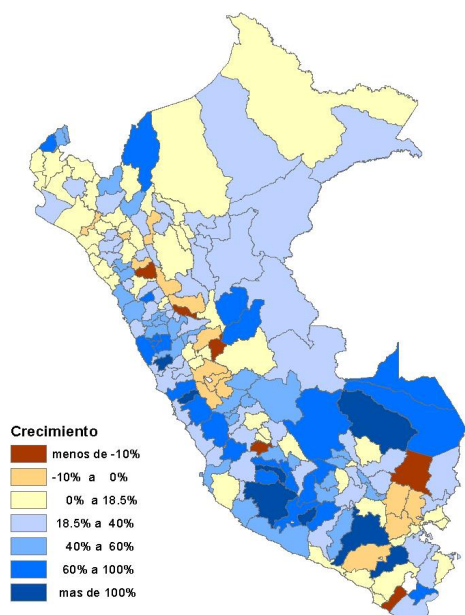 Crecimiento
menos de -10%
-10% a 0%
0% a 18.5%
18.5% a 40%
40% a 60%
60% a 100%
mas de 100%